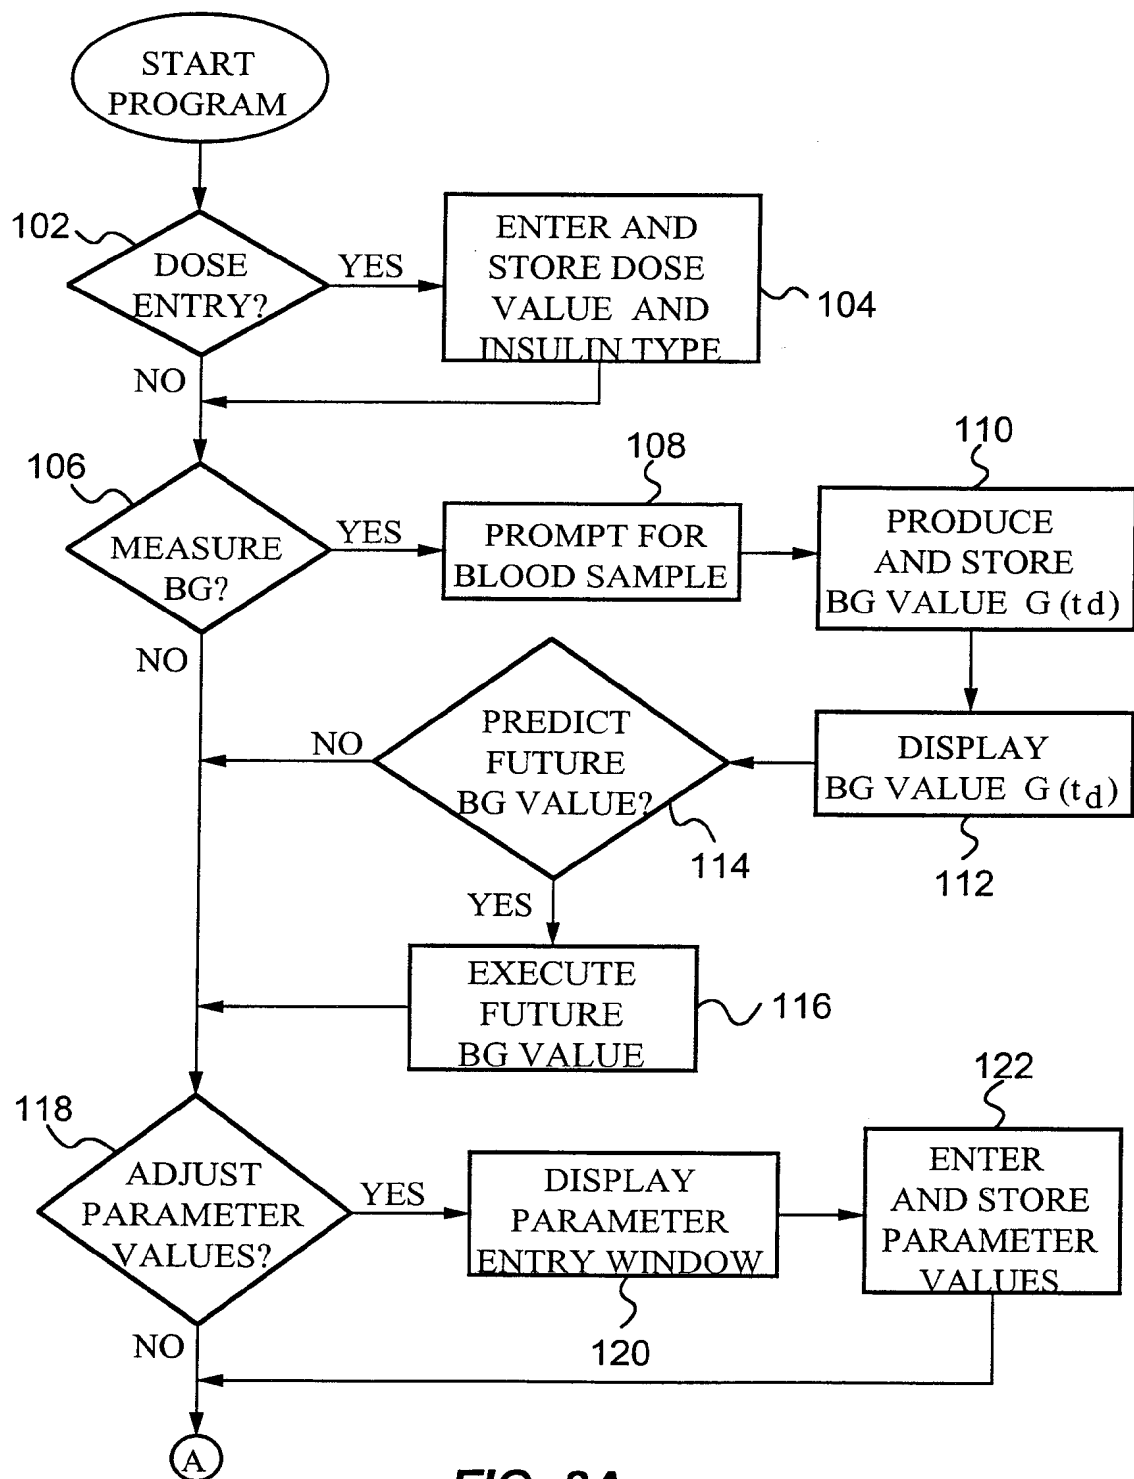 START
PROGRAM
102
DOSE
ENTRY?
YES
ENTER AND
STORE DOSE
VALUE AND
INSULIN TYPE
104
NO
106
MEASURE
BG?
YES
108
PROMPT FOR
BLOOD SAMPLE
110
PRODUCE
AND STORE
BG VALUE G (td)
NO
PREDICT
FUTURE
BG VALUE?
NO
114
DISPLAY
BG VALUE G (td)
112
YES
EXECUTE
FUTURE
BG VALUE
116
118
ADJUST
PARAMETER
VALUES?
YES
DISPLAY
PARAMETER
ENTRY WINDOW
120
122
ENTER
AND STORE
PARAMETER
VALUES
NO
A